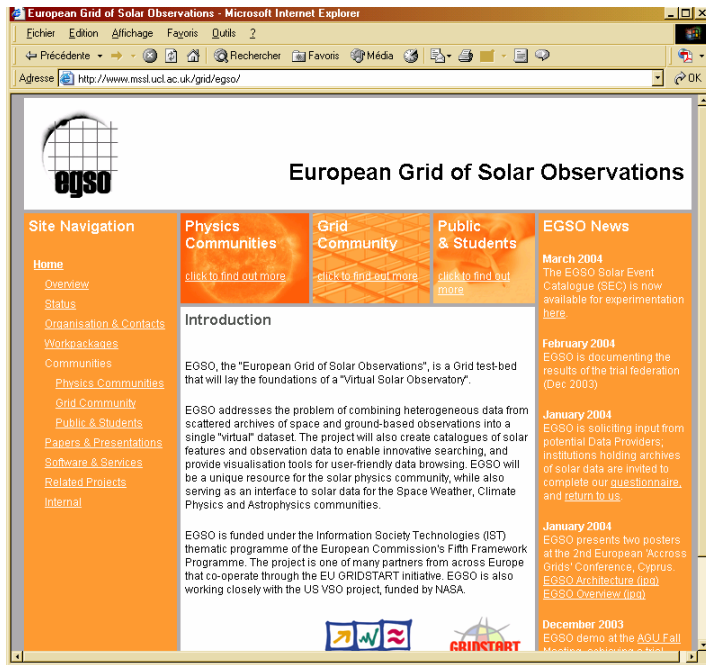 European Grid of Solar Observations - Microsoft Internet Explorer
Fichier Edition Affichage Favoris Outils ?
Précédente Rechercher Favoris Média
Adresse http://www.mssl.ucl.ac.uk/grid/egso/ OK
egso
European Grid of Solar Observations
Site Navigation
Home
Overview
Status
Organisation & Contacts
Workpackages
Communities
Physics Communities
Grid Community
Public & Students
Papers & Presentations
Software & Services
Related Projects
Internal
Physics
Communities
click to find out more
Grid
Community
click to find out more
Public
& Students
click to find out
more
Introduction
EGSO, the "European Grid of Solar Observations", is a Grid test-bed
that will lay the foundations of a "Virtual Solar Observatory".
EGSO addresses the problem of combining heterogeneous data from
scattered archives of space and ground-based observations into a
single "virtual" dataset. The project will also create catalogues of solar
features and observation data to enable innovative searching, and
provide visualisation tools for user-friendly data browsing. EGSO will
be a unique resource for the solar physics community, while also
serving as an interface to solar data for the Space Weather, Climate
Physics and Astrophysics communities.
EGSO is funded under the Information Society Technologies (IST)
thematic programme of the European Commission's Fifth Framework
Programme. The project is one of many partners from across Europe
that co-operate through the EU GRIDSTART initiative. EGSO is also
working closely with the US VSO project, funded by NASA.
GRIDSTART
EGSO News
March 2004
The EGSO Solar Event
Catalogue (SEC) is now
available for experimentation
here.
February 2004
EGSO is documenting the
results of the trial federation
(Dec 2003)
January 2004
EGSO is soliciting input from
potential Data Providers;
institutions holding archives
of solar data are invited to
complete our questionnaire,
and return to us.
January 2004
EGSO presents two posters
at the 2nd European 'Accross
Grids' Conference, Cyprus.
EGSO Architecture (jpg)
EGSO Overview (jpg)
December 2003
EGSO demo at the AGU Fall
Meeting, achieving a trial